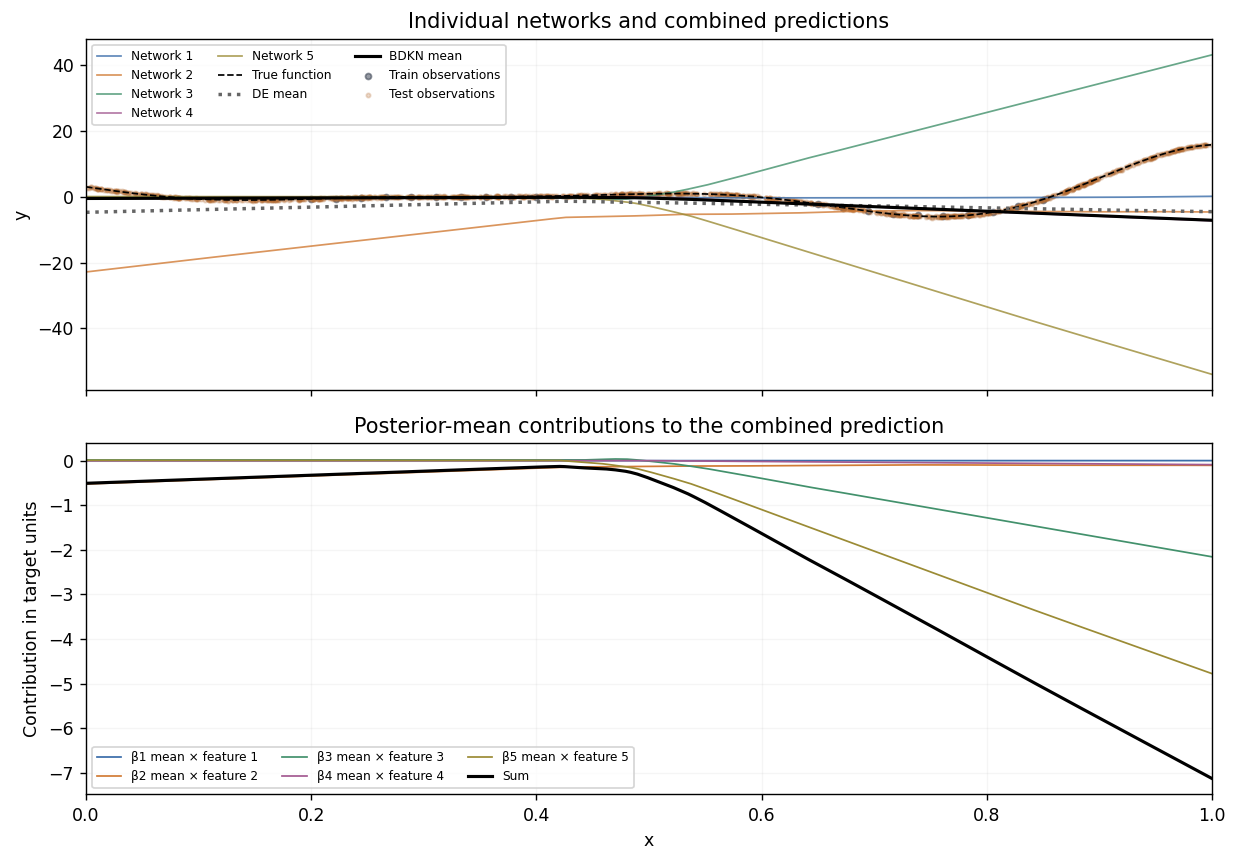 Individual networks and combined predictions
Network 1
Network 2
Network 3
Network 4
Network 5
True function
DE mean
BDKN mean
Train observations
Test observations
40
20
0
−20
−40
y
Posterior-mean contributions to the combined prediction
0
−1
−2
−3
−4
−5
−6
−7
Contribution in target units
β1 mean × feature 1
β2 mean × feature 2
β3 mean × feature 3
β4 mean × feature 4
β5 mean × feature 5
Sum
0.0 0.2 0.4 0.6 0.8 1.0
x